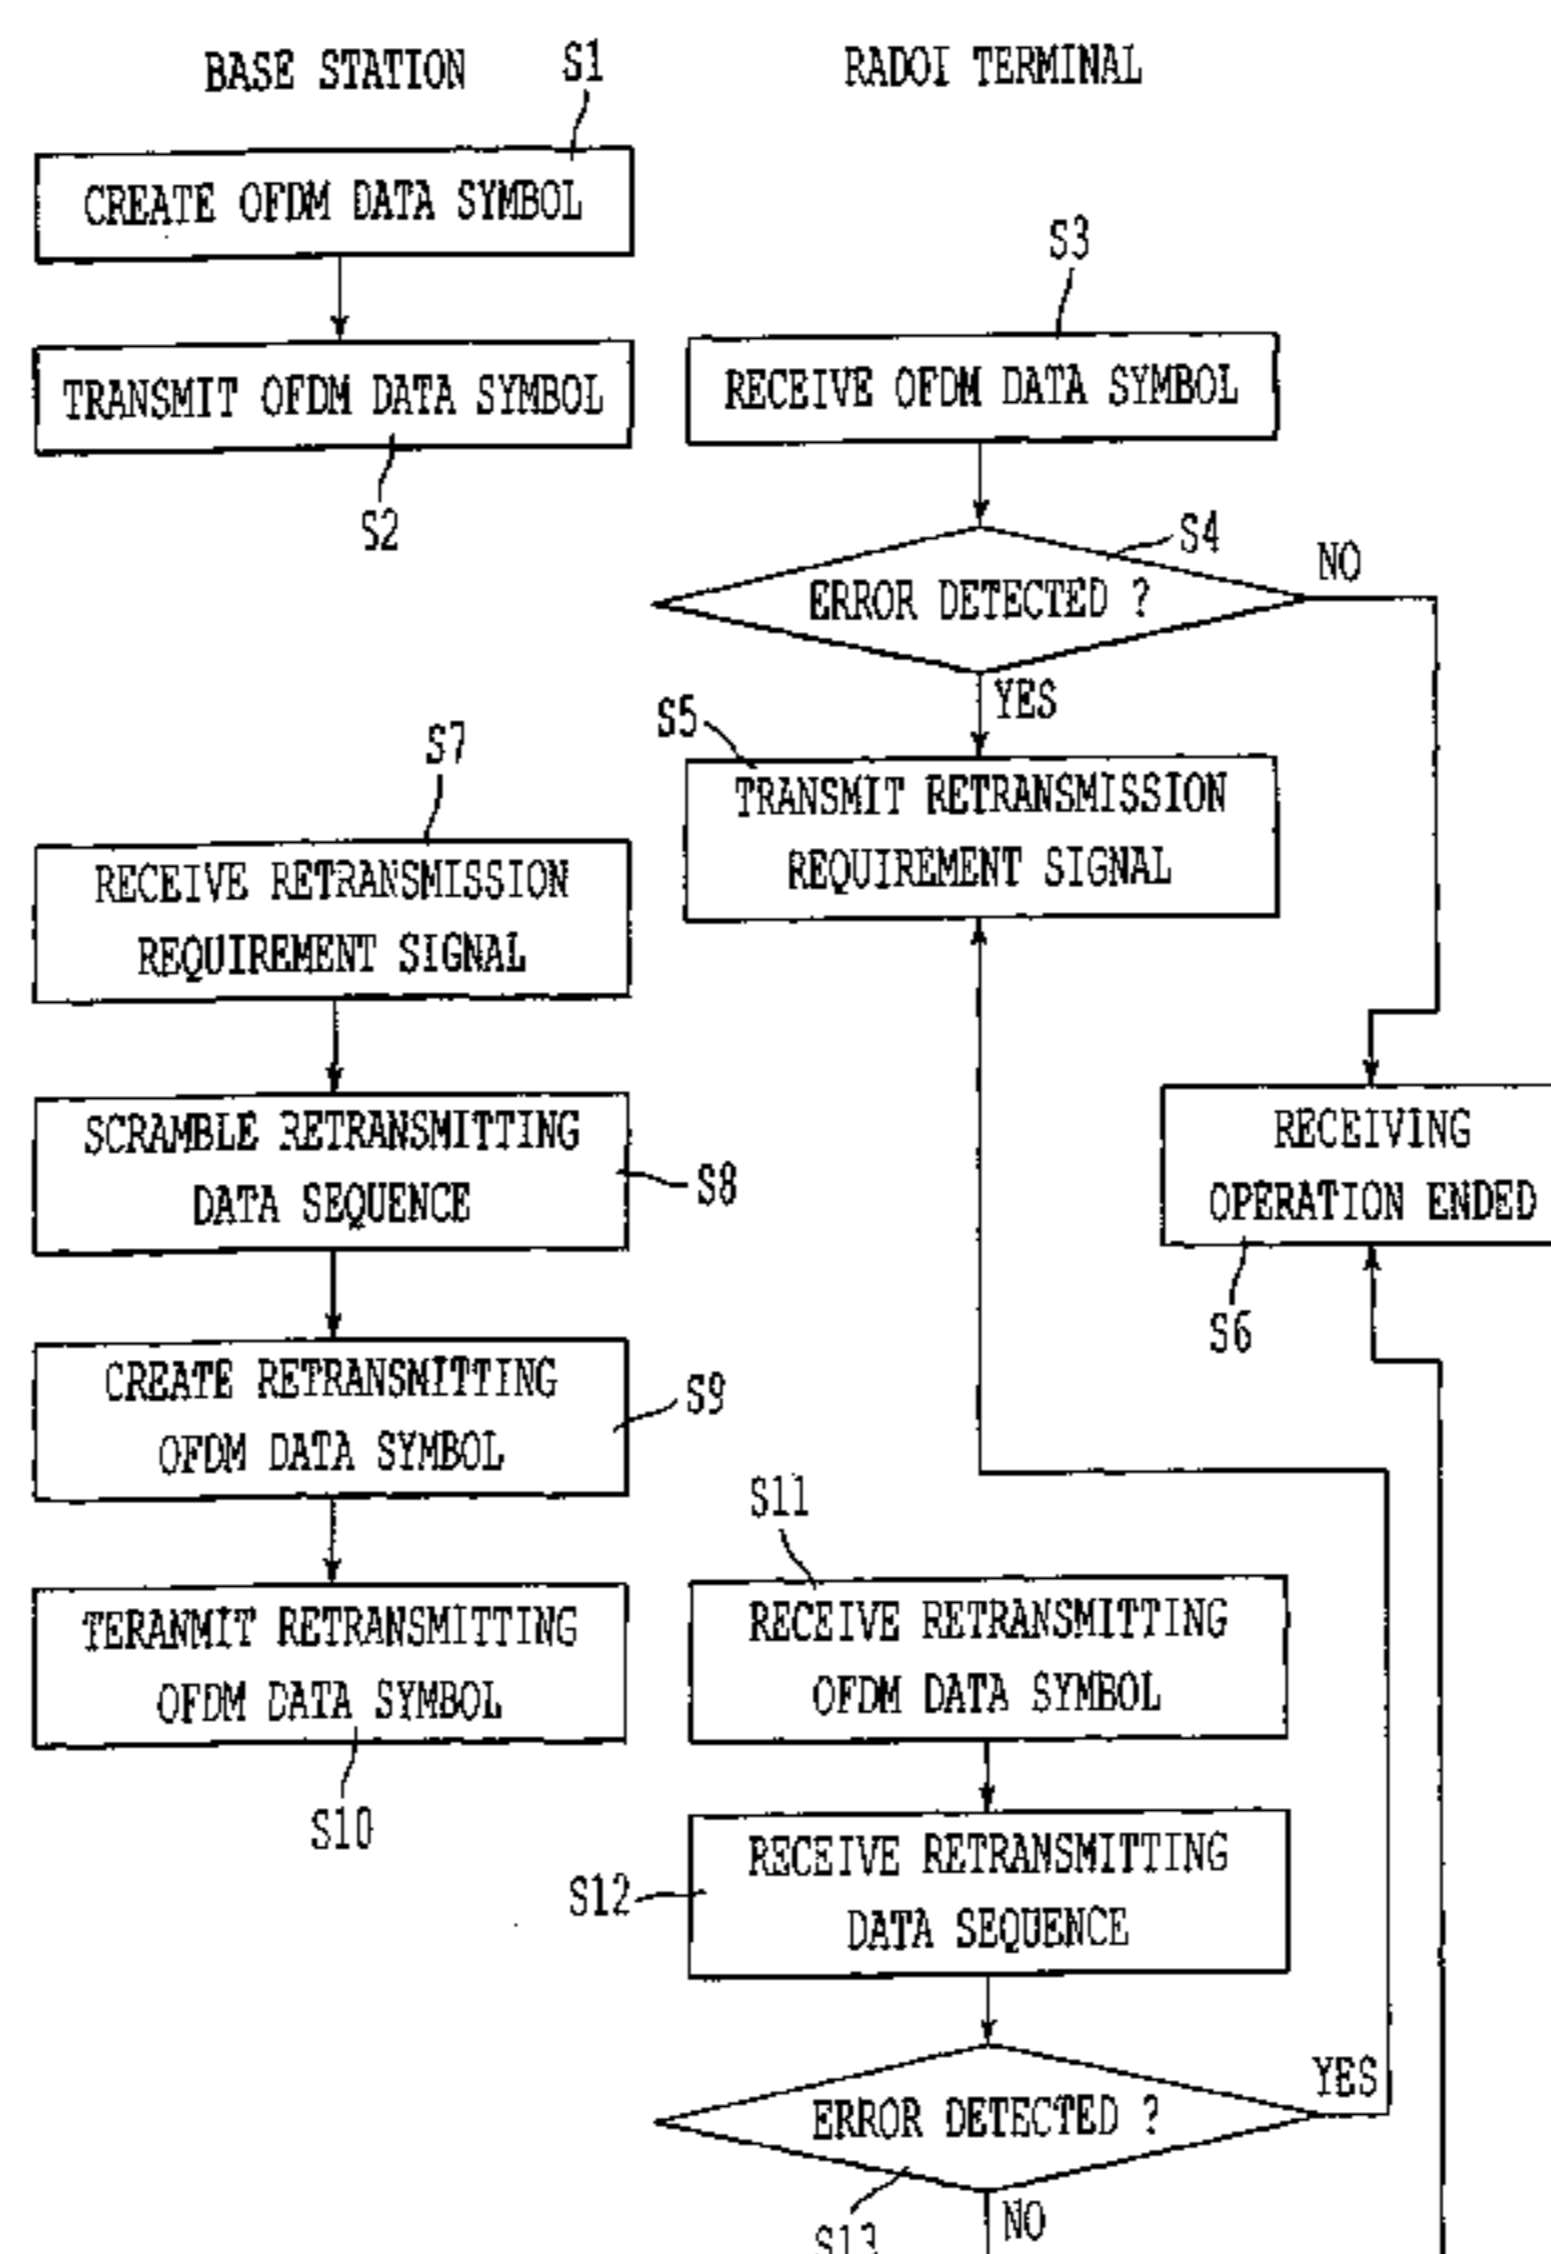 BASE STATION
S1
RADOI TERMINAL
CREATE OFDM DATA SYMBOL
S3
TRANSMIT OFDM DATA SYMBOL
RECEIVE OFDM DATA SYMBOL
S2
S4
NO
ERROR DETECTED ?
YES
S5
S7
TRANSMIT RETRANSMISSION
REQUIREMENT SIGNAL
RECEIVE RETRANSMISSION
REQUIREMENT SIGNAL
SCRAMBLE RETRANSMITTING
DATA SEQUENCE
S8
RECEIVING
OPERATION ENDED
S6
CREATE RETRANSMITTING
OFDM DATA SYMBOL
S9
S11
TERANMIT RETRANSMITTING
OFDM DATA SYMBOL
S10
RECEIVE RETRANSMITTING
OFDM DATA SYMBOL
RECEIVE RETRANSMITTING
DATA SEQUENCE
S12
YES
ERROR DETECTED ?
S13
NO